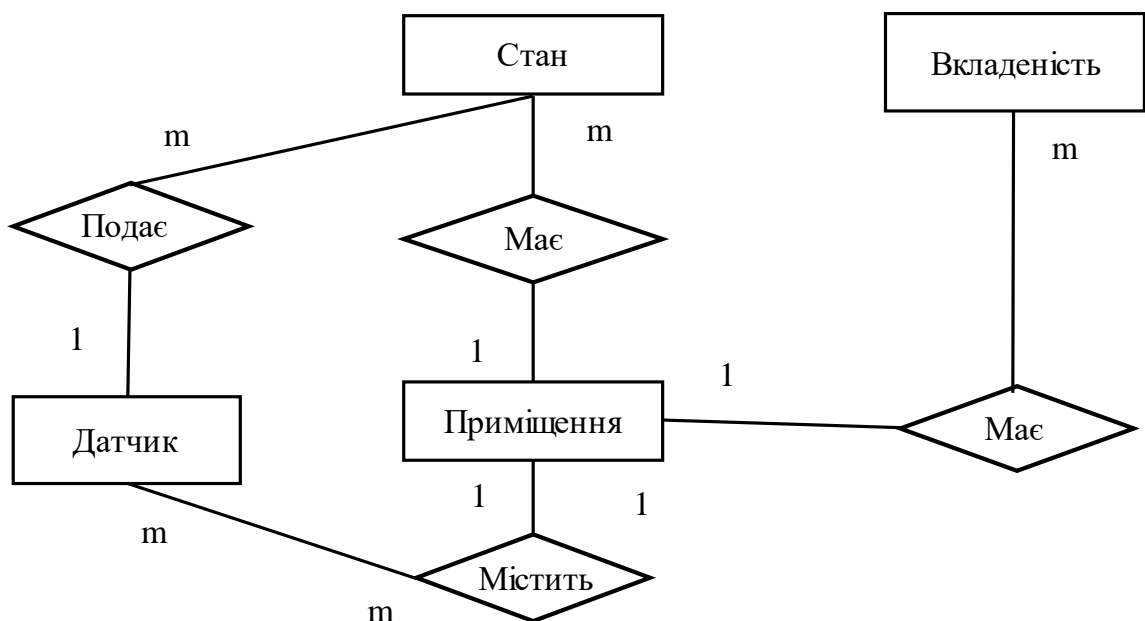 Стан
Вкладеність
m
m
m
Подає
Має
1
1
1
Датчик
Приміщення
Має
1
1
m
Містить
m